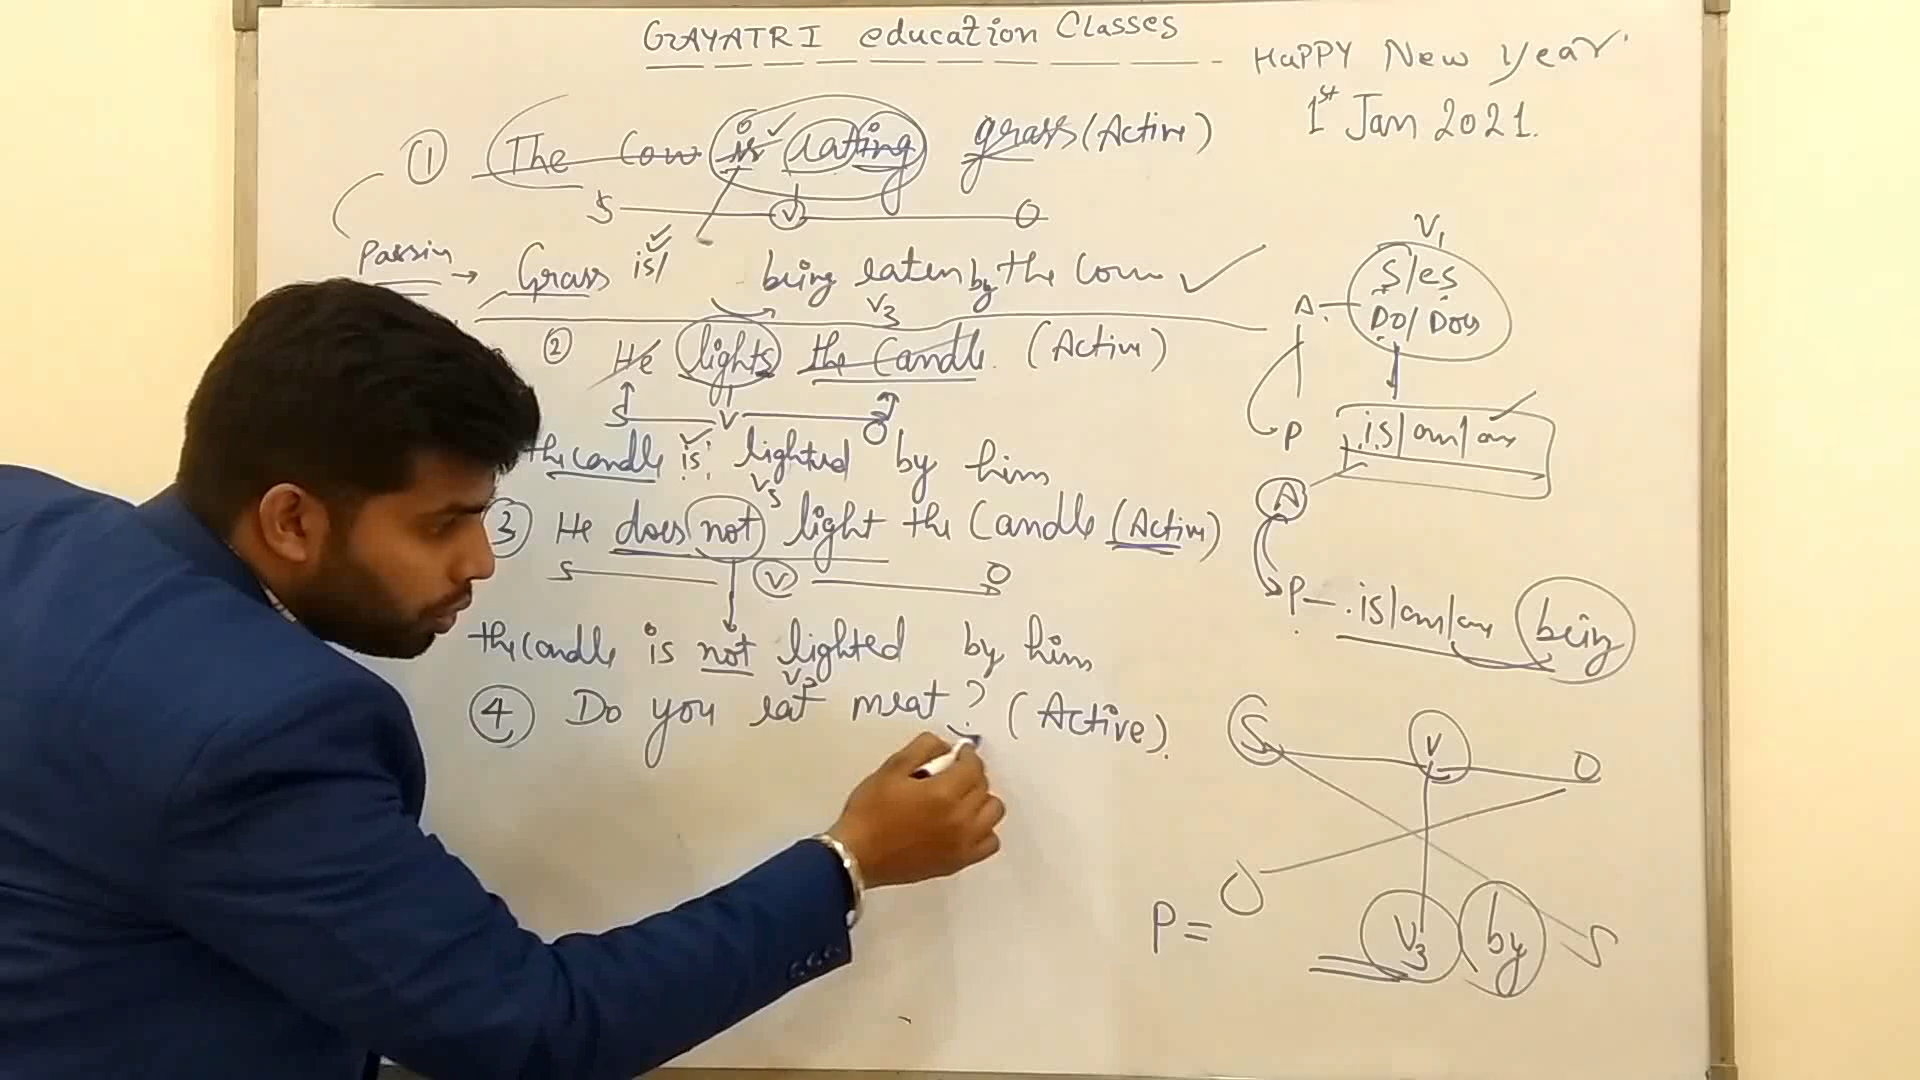 GAYATRI education Classes
HAPPY New Year
1st Jan 2021.
① The Cow is eating grass (Active)
S V O
Passive → Grass is being eaten by the Cow ✓
V3
② He lights the Candle. (Active)
S V O
the candle is lighted by him
V3
③ He does not light the Candle (Active)
S V O
the candle is not lighted by him
V3
④ Do you eat meat? (Active).
V1
A. S/es
Do/Does
P is/am/are
A
P - is/am/are being
S V O
P = O V3 by S